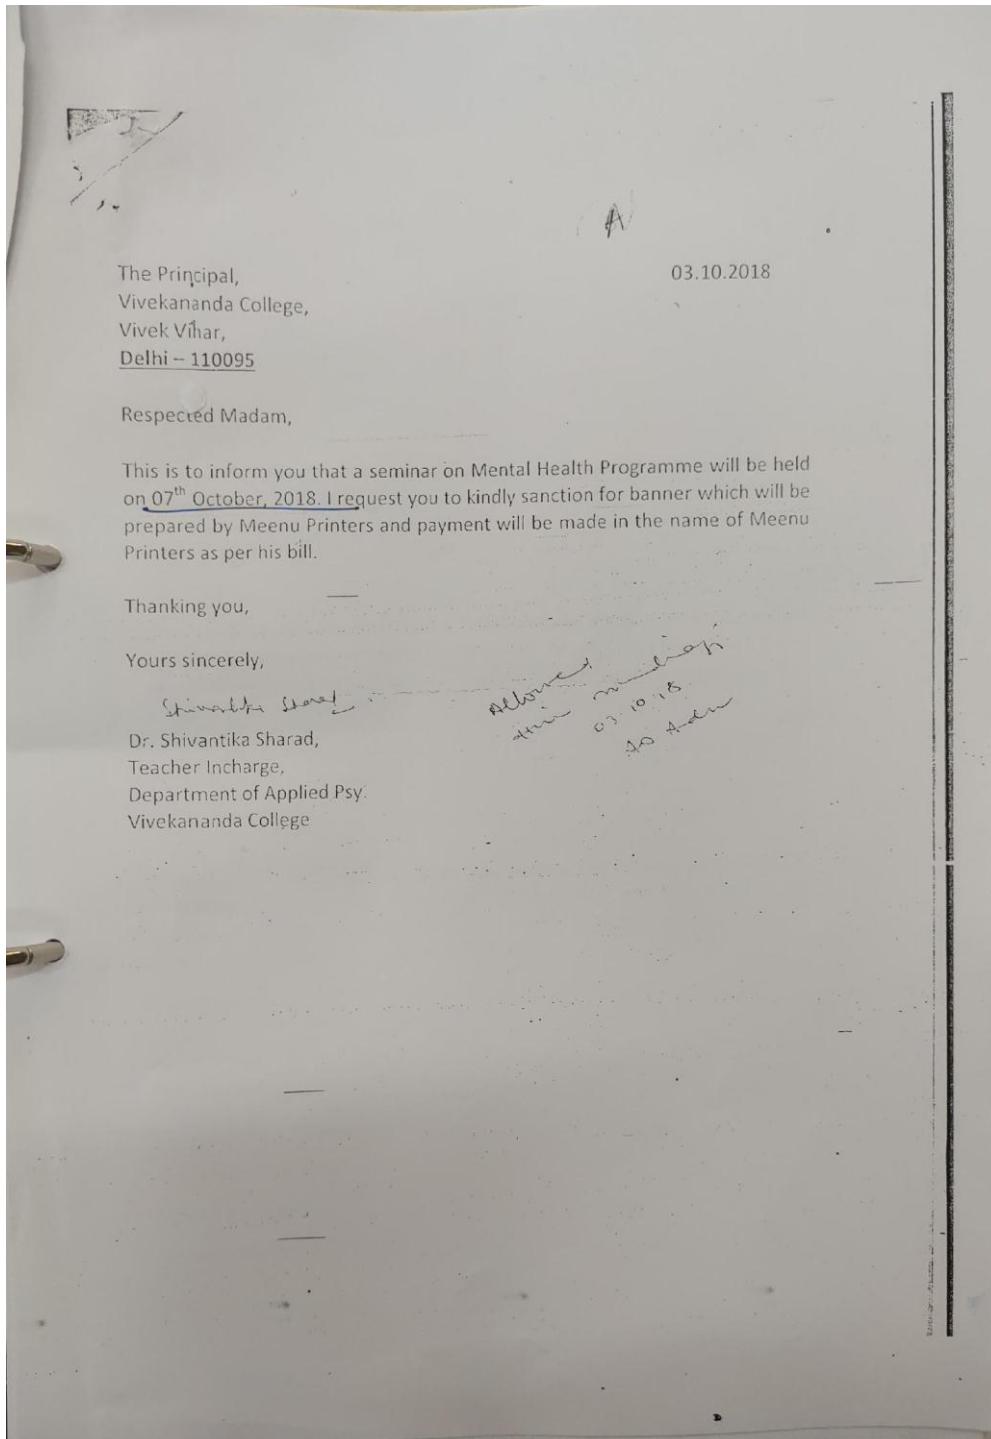 A
The Principal,
03.10.2018
Vivekananda College,
Vivek Vihar,
Delhi – 110095
Respected Madam,
This is to inform you that a seminar on Mental Health Programme will be held
on 07th October, 2018. I request you to kindly sanction for banner which will be
prepared by Meenu Printers and payment will be made in the name of Meenu
Printers as per his bill.
Thanking you,
Yours sincerely,
Shivantika Sharad
Allowed
03.10.18
Dr. Shivantika Sharad,
Teacher Incharge,
Department of Applied Psy.
Vivekananda College